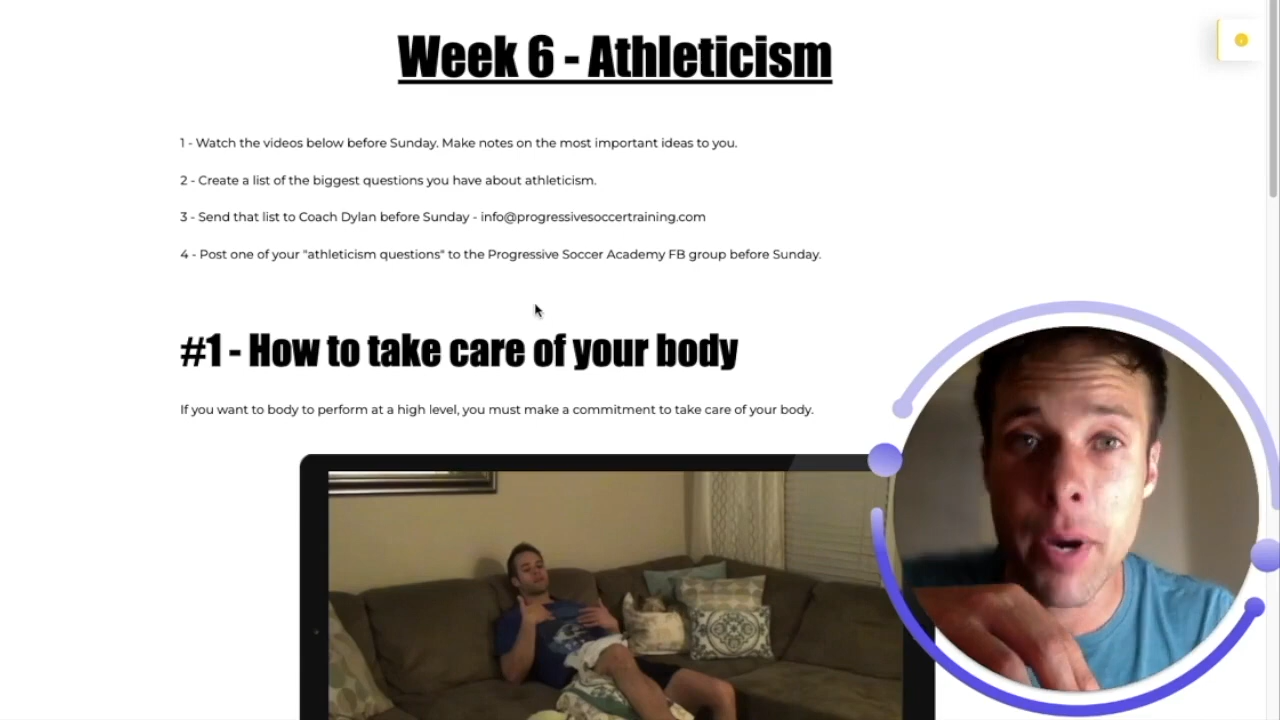 Week 6 - Athleticism
1 - Watch the videos below before Sunday. Make notes on the most important ideas to you.
2 - Create a list of the biggest questions you have about athleticism.
3 - Send that list to Coach Dylan before Sunday - info@progressivesoccertraining.com
4 - Post one of your "athleticism questions" to the Progressive Soccer Academy FB group before Sunday.
#1 - How to take care of your body
If you want to body to perform at a high level, you must make a commitment to take care of your body.